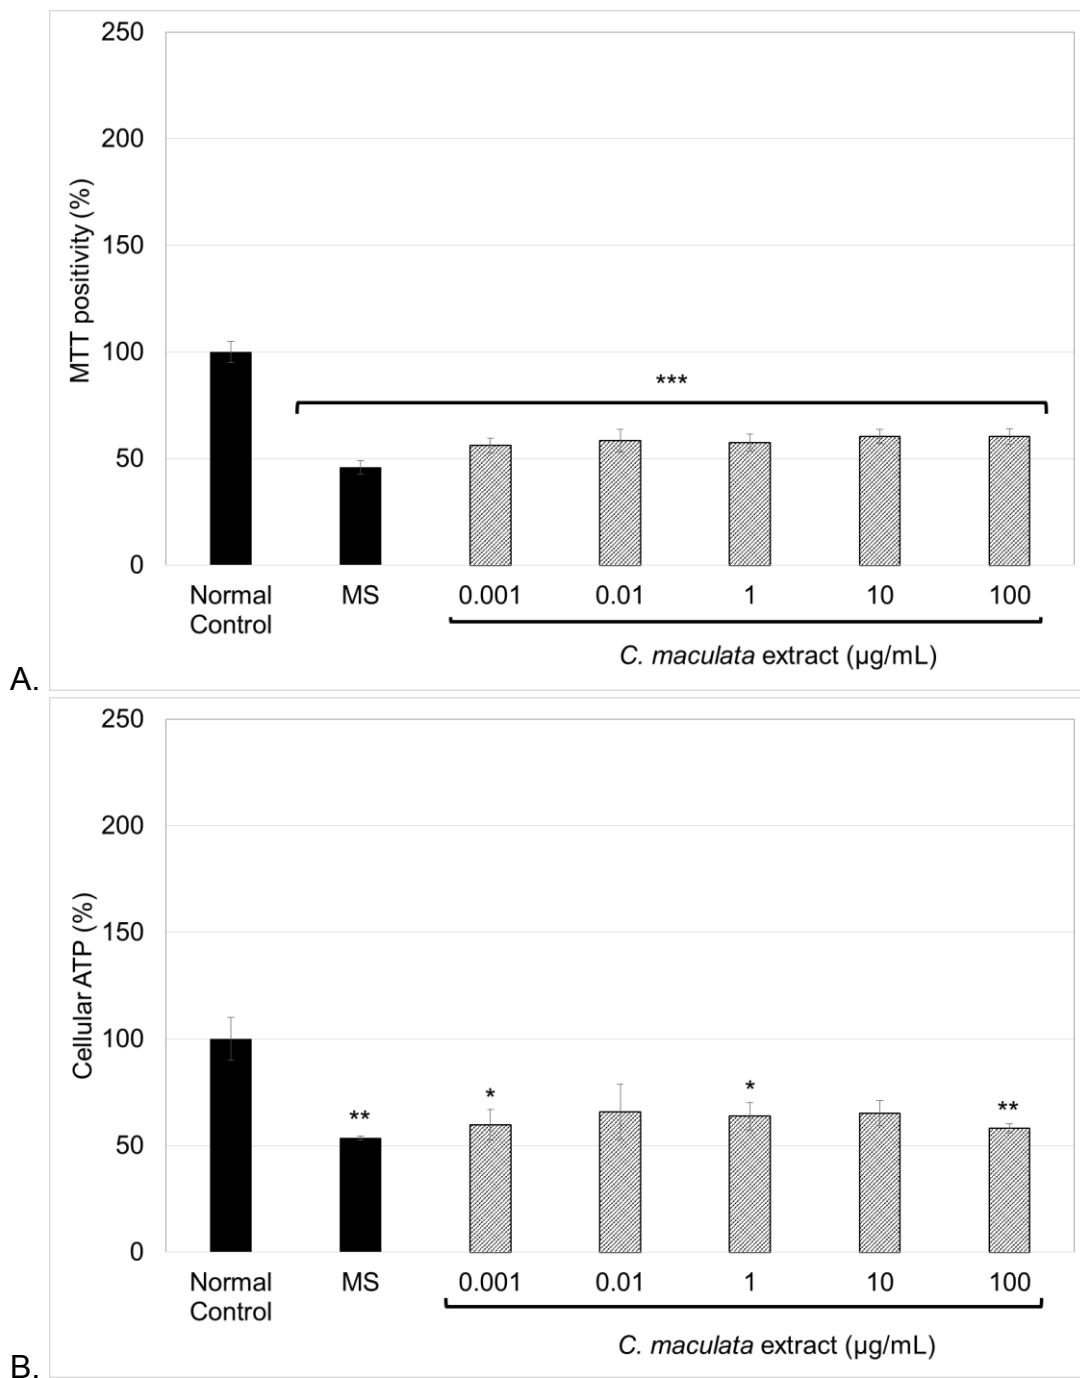 250
200
150
100
50
0
MTT positivity (%)
***
Normal Control
MS
0.001
0.01
1
10
100
C. maculata extract (µg/mL)
A.
250
200
150
100
50
0
Cellular ATP (%)
**
*
*
**
Normal Control
MS
0.001
0.01
1
10
100
C. maculata extract (µg/mL)
B.